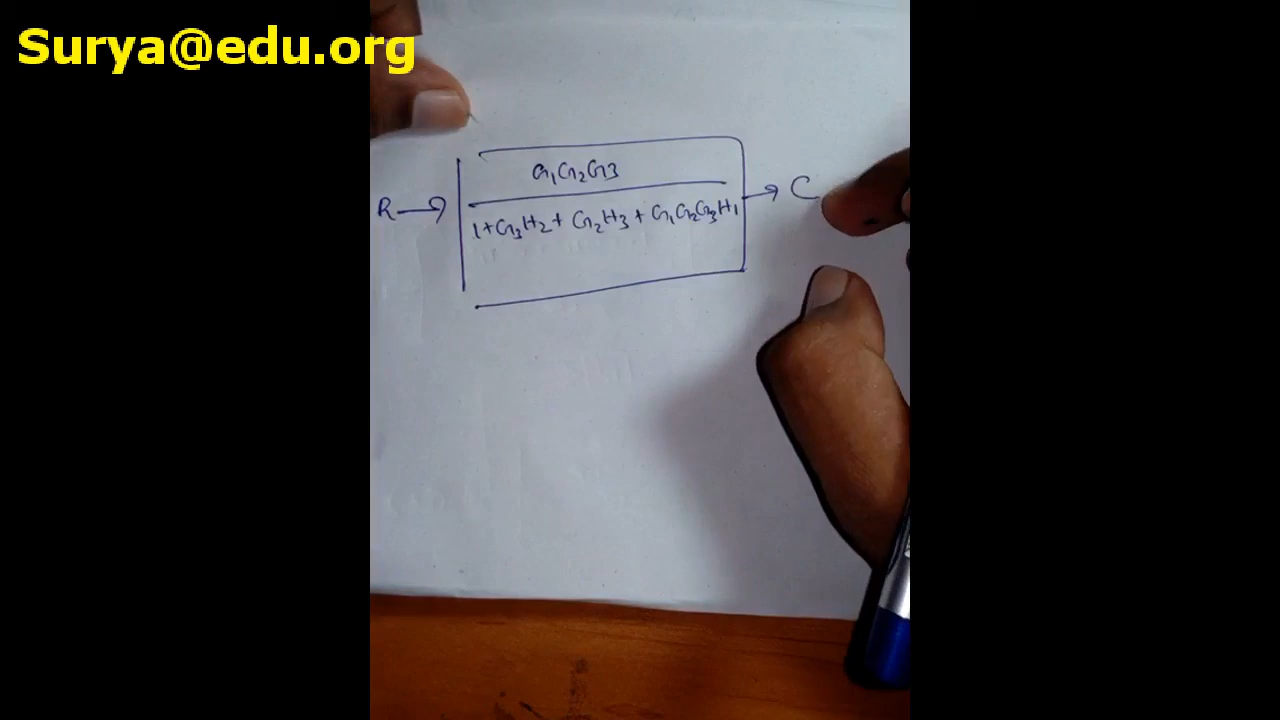 Surya@edu.org
G₁G₂G₃
R → 1+G₃H₂ + G₂H₃ + G₁G₂G₃H₁ → C